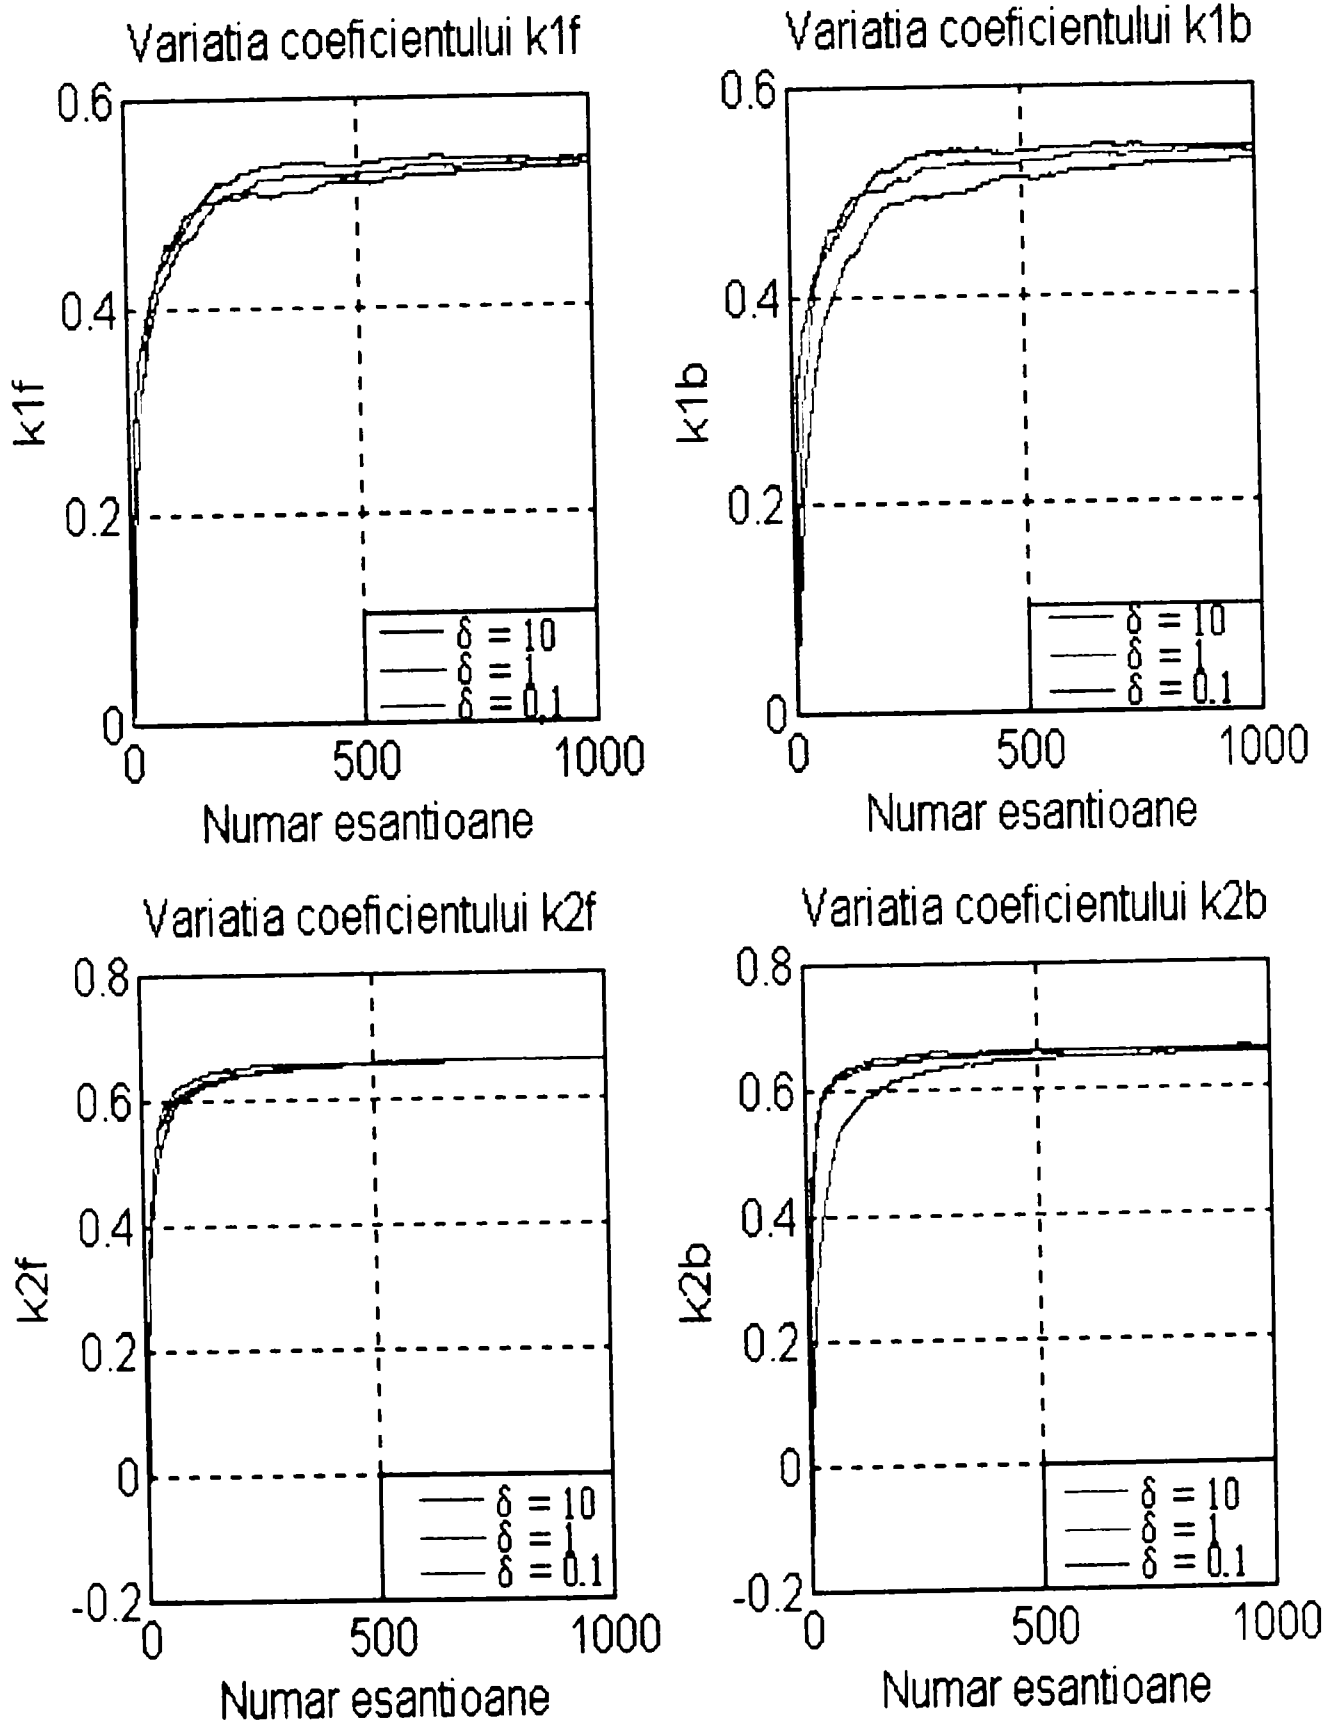 Variatia coeficientului k1f
0.6
0.4
0.2
0
k1f
δ = 10
δ = 1
δ = 0.1
0 500 1000
Numar esantioane
Variatia coeficientului k1b
0.6
0.4
0.2
0
k1b
δ = 10
δ = 1
δ = 0.1
0 500 1000
Numar esantioane
Variatia coeficientului k2f
0.8
0.6
0.4
0.2
0
-0.2
k2f
δ = 10
δ = 1
δ = 0.1
0 500 1000
Numar esantioane
Variatia coeficientului k2b
0.8
0.6
0.4
0.2
0
-0.2
k2b
δ = 10
δ = 1
δ = 0.1
0 500 1000
Numar esantioane